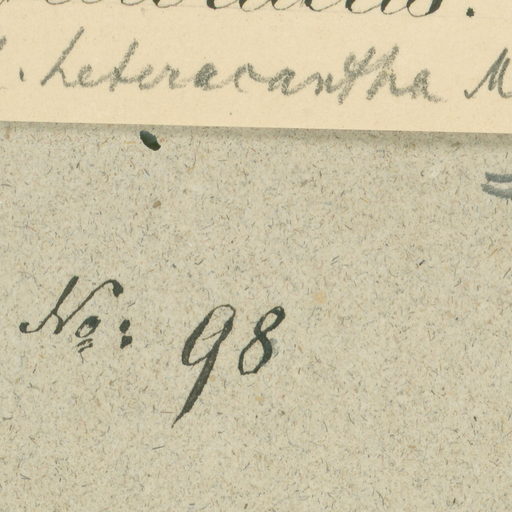 . heteracantha M
No: 98